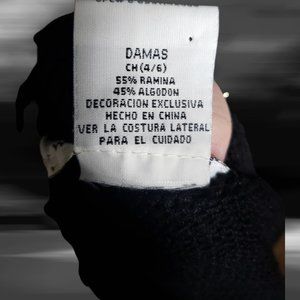 DAMAS
CH (4/6)
55% RAMINA
45% ALGODON
DECORACION EXCLUSIVA
HECHO EN CHINA
VER LA COSTURA LATERAL
PARA EL CUIDADO